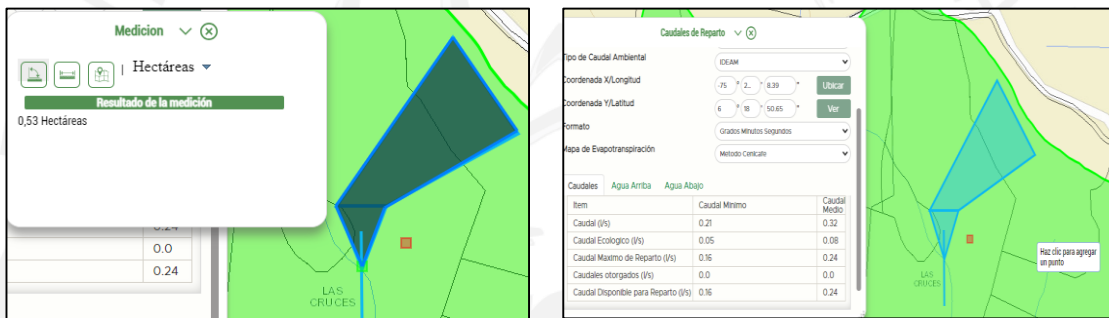 Medicion
| Hectáreas
Resultado de la medición
0,53 Hectáreas
0.0
0.24
LAS
CRUCES
Caudales de Reparto
Tipo de Caudal Ambiental
IDEAM
Coordenada X/Longitud
-75 ° 2... ' 8.39 "
Ubicar
Coordenada Y/Latitud
6 ° 18 ' 50.65 "
Ver
Formato
Grados Minutos Segundos
Mapa de Evapotranspiración
Metodo Cenicafe
Caudales Agua Arriba Agua Abajo
Item Caudal Minimo Caudal Medio
Caudal (l/s) 0.21 0.32
Caudal Ecologico (l/s) 0.05 0.08
Caudal Maximo de Reparto (l/s) 0.16 0.24
Caudales otorgados (l/s) 0.0 0.0
Caudal Disponible para Reparto (l/s) 0.16 0.24
Haz clic para agregar
un punto
LAS
CRUCES